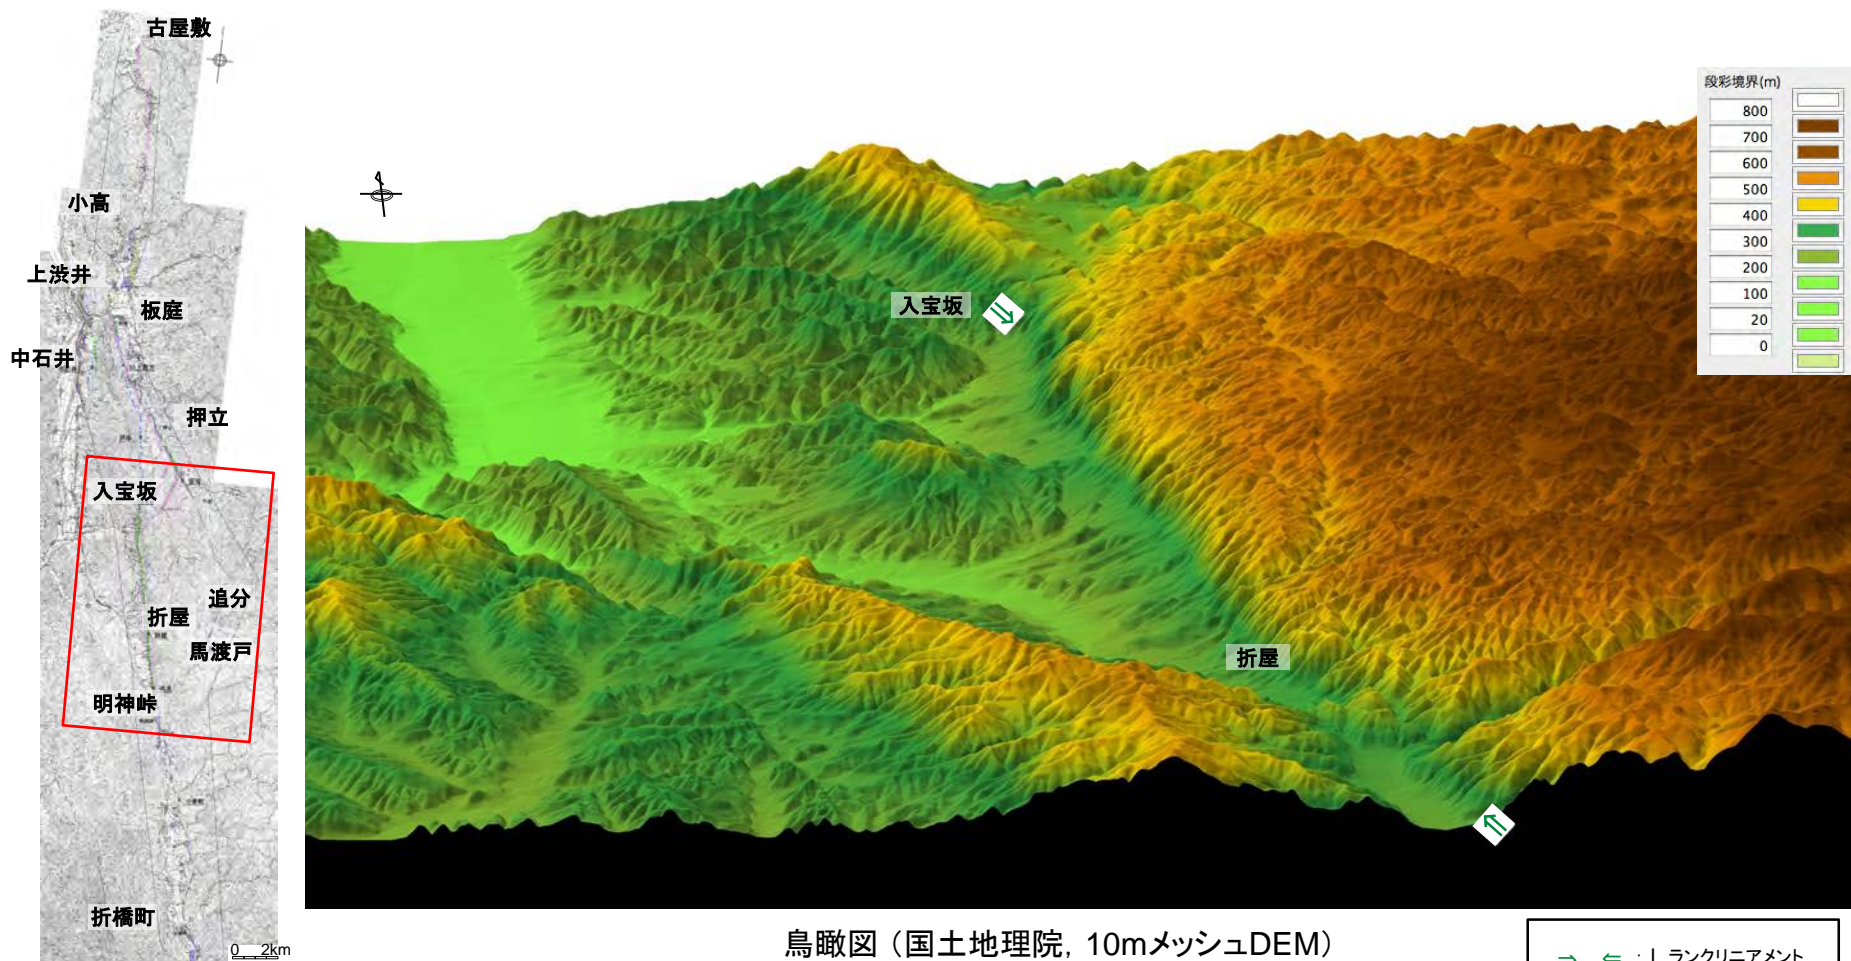 古屋敷
小高
上渋井
板庭
中石井
押立
入宝坂
追分
折屋
馬渡戸
明神峠
折橋町
0 2km
入宝坂
折屋
段彩境界(m)
800
700
600
500
400
300
200
100
20
0
鳥瞰図（国土地理院，10mメッシュDEM）
⇒ ⇐ : L ランクリニアメント